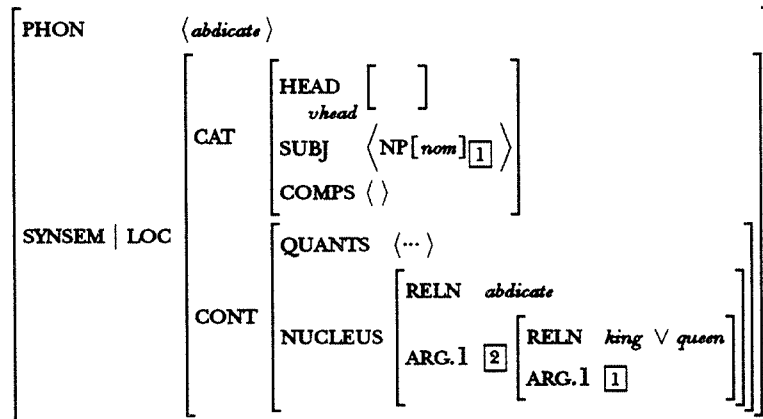 PHON ⟨abdicate⟩
HEAD [ ]
vhead
CAT SUBJ ⟨NP[nom] 1⟩
COMPS ⟨ ⟩
SYNSEM | LOC
QUANTS ⟨⋯⟩
RELN abdicate
CONT NUCLEUS
RELN king ∨ queen
ARG.1 2
ARG.1 1